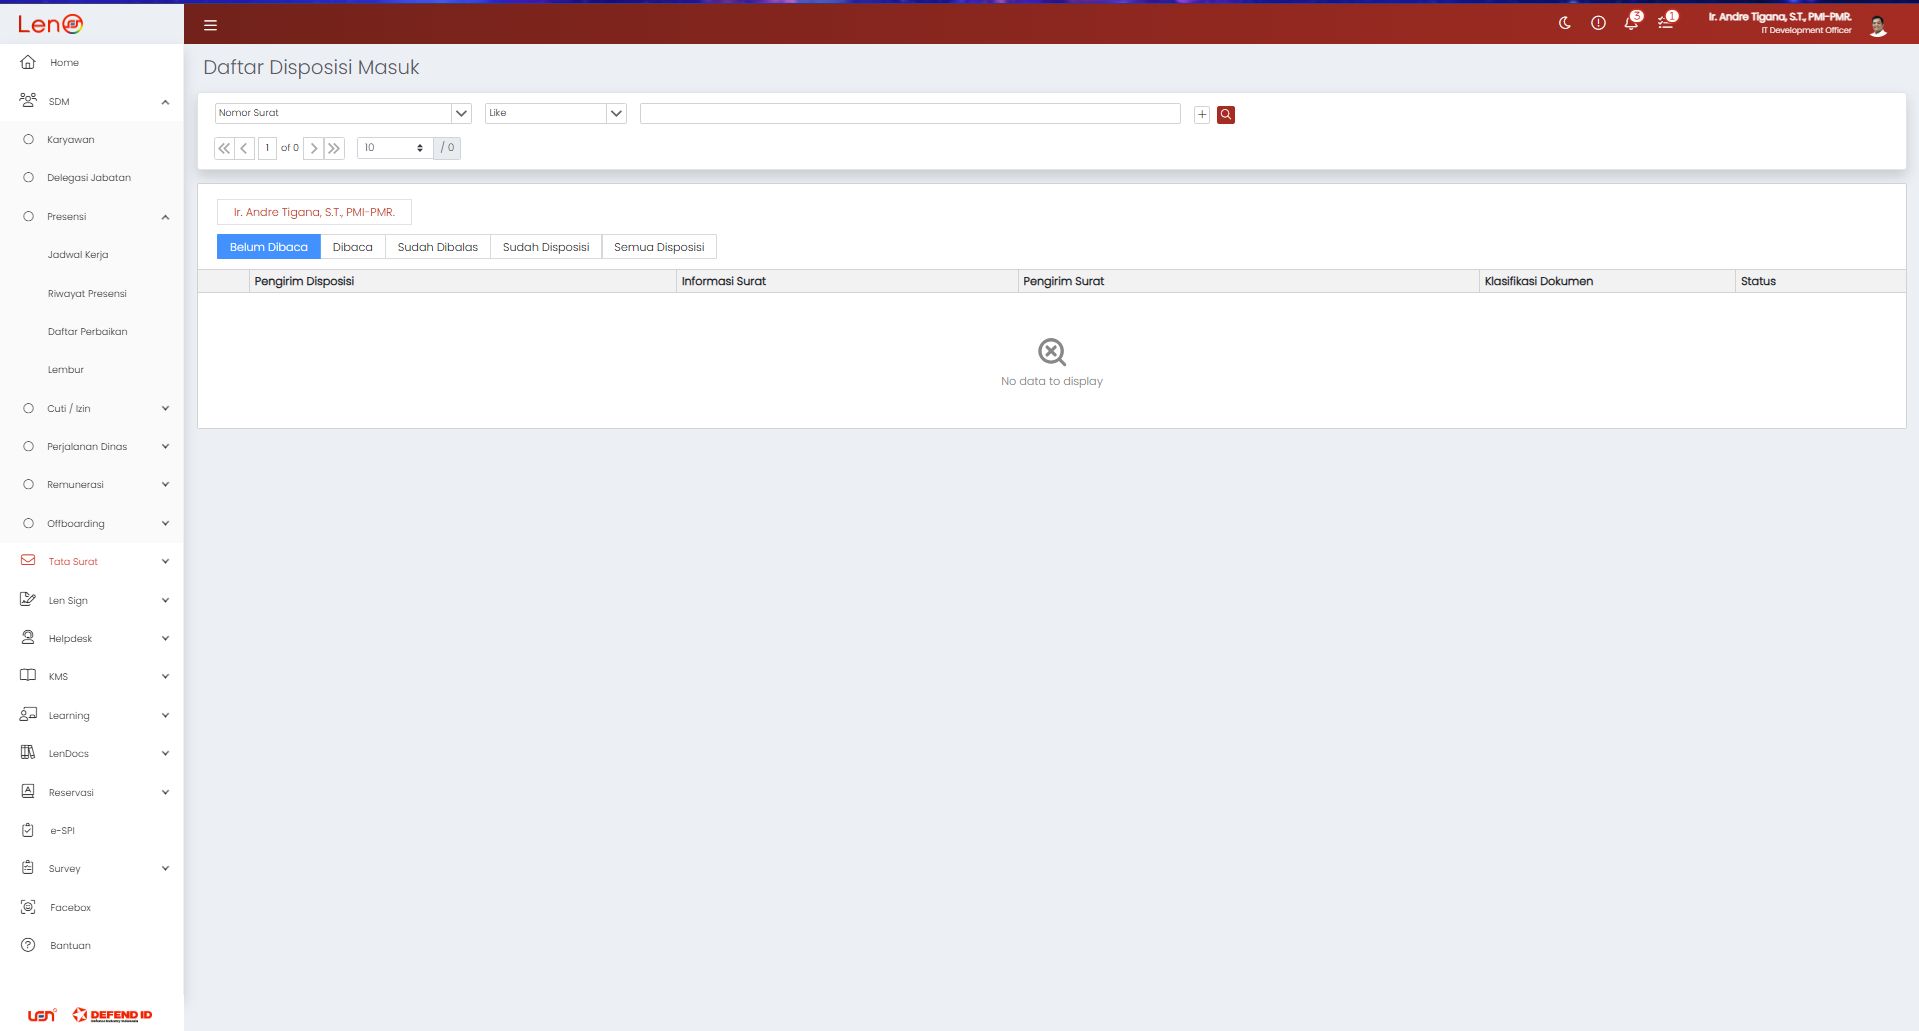 Len
3
1
Ir. Andre Tigana, S.T., PMI-PMR.
IT Development Officer
Home
SDM
Karyawan
Delegasi Jabatan
Presensi
Jadwal Kerja
Riwayat Presensi
Daftar Perbaikan
Lembur
Cuti / Izin
Perjalanan Dinas
Remunerasi
Offboarding
Tata Surat
Len Sign
Helpdesk
KMS
Learning
LenDocs
Reservasi
e-SPI
Survey
Facebox
Bantuan
Len
DEFEND ID
Daftar Disposisi Masuk
Nomor Surat
Like
1 of 0
10 / 0
Ir. Andre Tigana, S.T., PMI-PMR.
Belum Dibaca Dibaca Sudah Dibalas Sudah Disposisi Semua Disposisi
Pengirim Disposisi Informasi Surat Pengirim Surat Klasifikasi Dokumen Status
No data to display